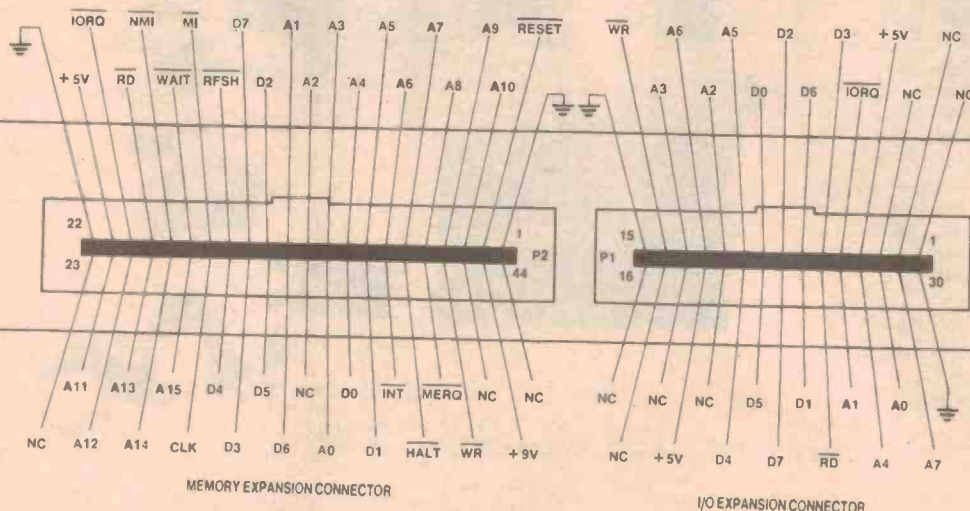 IORQ NMI MI D7 A1 A3 A5 A7 A9 RESET WR A6 A5 D2 D3 +5V NC
+5V RD WAIT RFSH D2 A2 A4 A6 A8 A10 A3 A2 D0 D6 IORQ NC NC
22 1 15 1
P2 P1
23 44 16 30
A11 A13 A15 D4 D5 NC D0 INT MERQ NC NC NC NC NC D5 D1 A1 A0
NC A12 A14 CLK D3 D6 A0 D1 HALT WR +9V NC +5V D4 D7 RD A4 A7
MEMORY EXPANSION CONNECTOR
I/O EXPANSION CONNECTOR